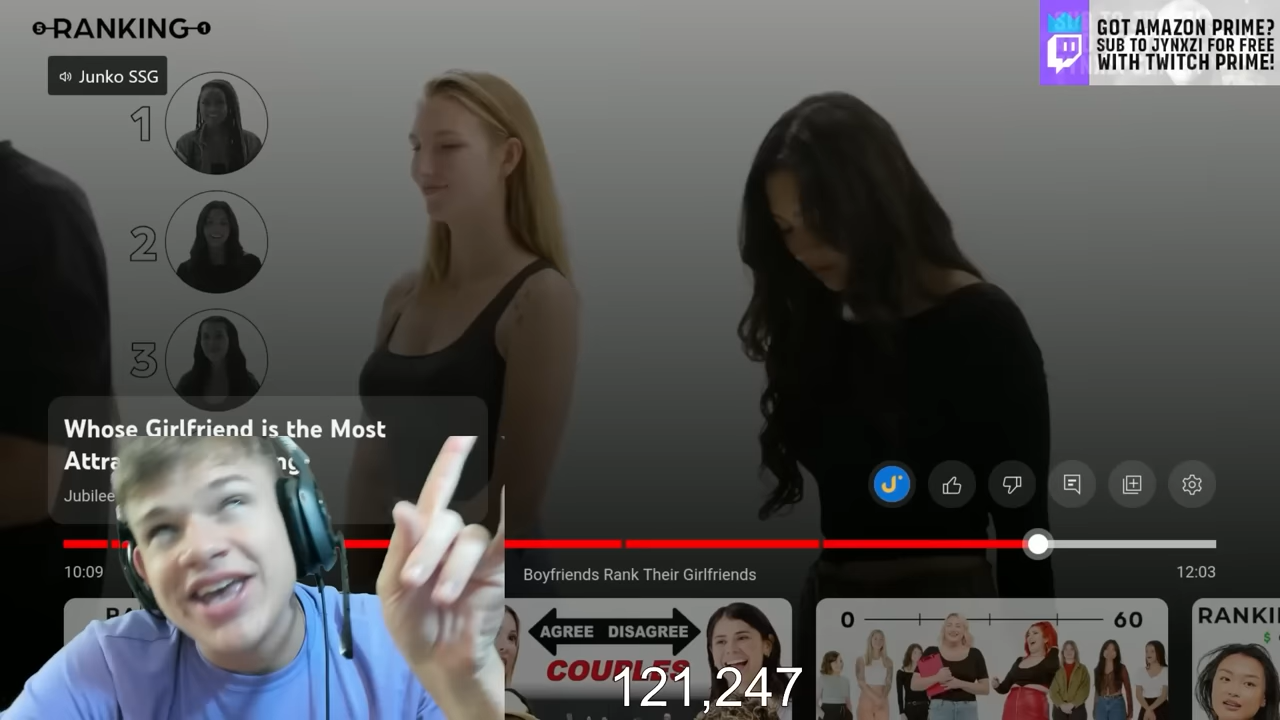 5 RANKING 1
GOT AMAZON PRIME?
SUB TO JYNXZI FOR FREE
WITH TWITCH PRIME!
Junko SSG
1
2
3
Whose Girlfriend is the Most
Jubilee
10:09
Boyfriends Rank Their Girlfriends
12:03
AGREE DISAGREE
COUPLES
0
60
121,247